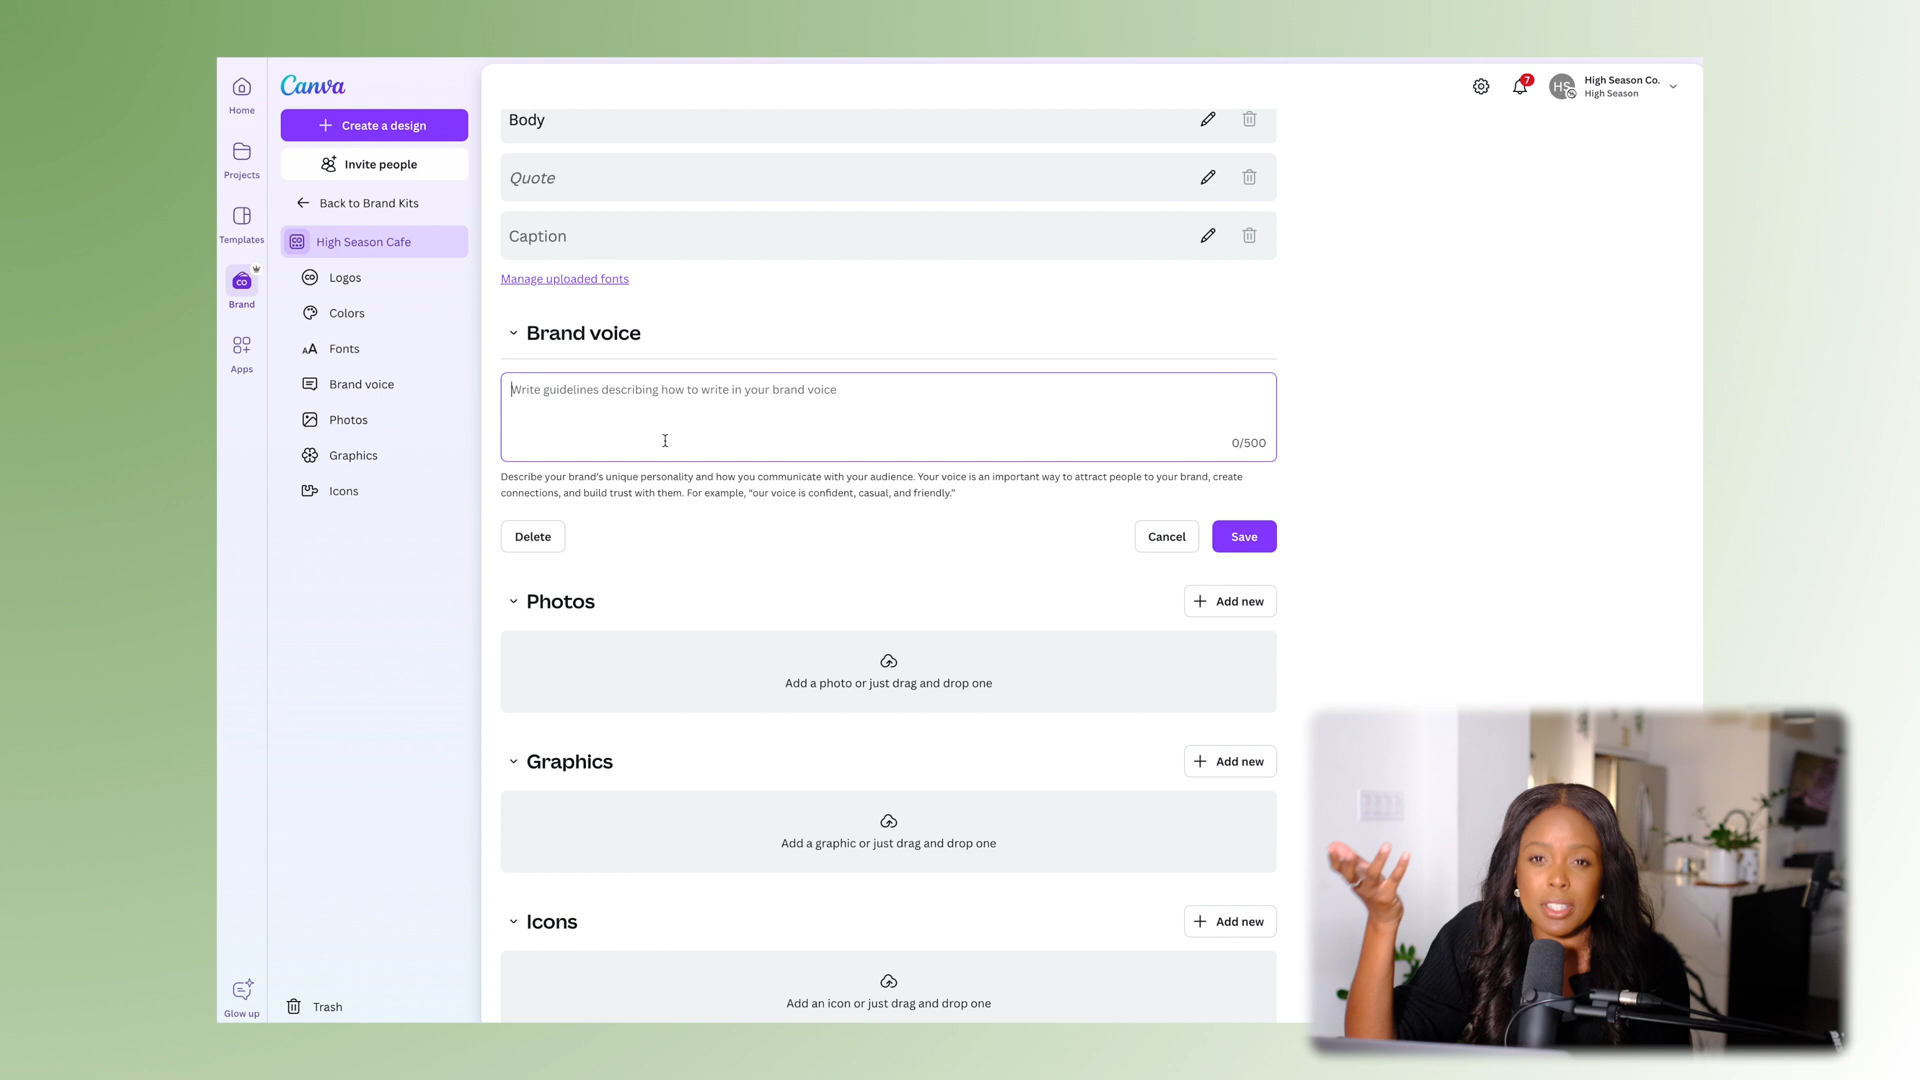 Home
Projects
Templates
CO
Brand
Apps
Glow up
Canva
+ Create a design
Invite people
← Back to Brand Kits
CO High Season Cafe
CO Logos
Colors
AA Fonts
Brand voice
Photos
Graphics
Icons
Trash
7
HS
High Season Co.
High Season
Body
Quote
Caption
Manage uploaded fonts
Brand voice
Write guidelines describing how to write in your brand voice
0/500
Describe your brand's unique personality and how you communicate with your audience. Your voice is an important way to attract people to your brand, create
connections, and build trust with them. For example, “our voice is confident, casual, and friendly.”
Delete
Cancel
Save
Photos
+ Add new
Add a photo or just drag and drop one
Graphics
+ Add new
Add a graphic or just drag and drop one
Icons
+ Add new
Add an icon or just drag and drop one